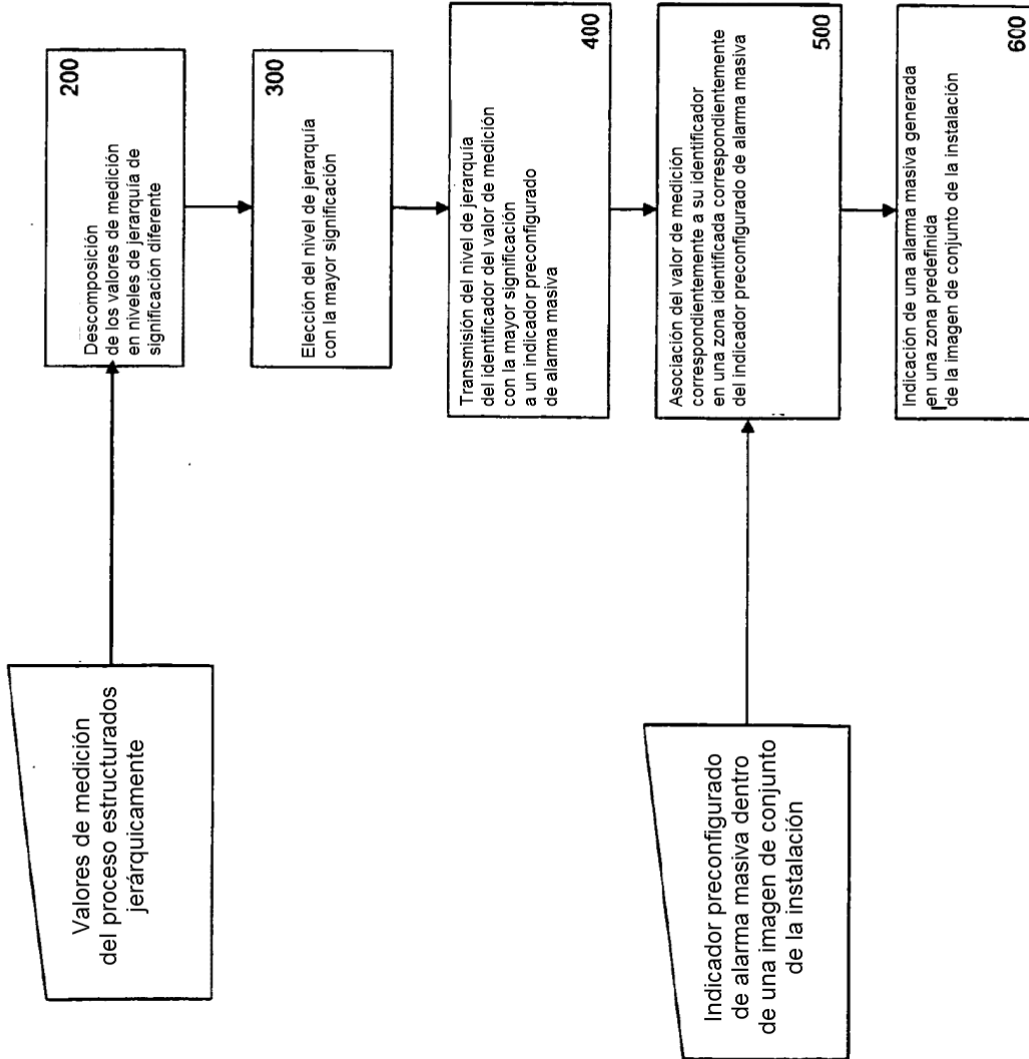 Valores de medición
del proceso estructurados
jerárquicamente
200
Descomposición
de los valores de medición
en niveles de jerarquía de
significación diferente
300
Elección del nivel de jerarquía
con la mayor significación
Transmisión del nivel de jerarquía
del identificador del valor de medición
con la mayor significación
a un indicador preconfigurado
de alarma masiva
400
Indicador preconfigurado
de alarma masiva dentro
de una imagen de conjunto
de la instalación
Asociación del valor de medición
correspondientemente a su identificador
en una zona identificada correspondientemente
del indicador preconfigurado de alarma masiva
500
Indicación de una alarma masiva generada
en una zona predefinida
de la imagen de conjunto de la instalación
600